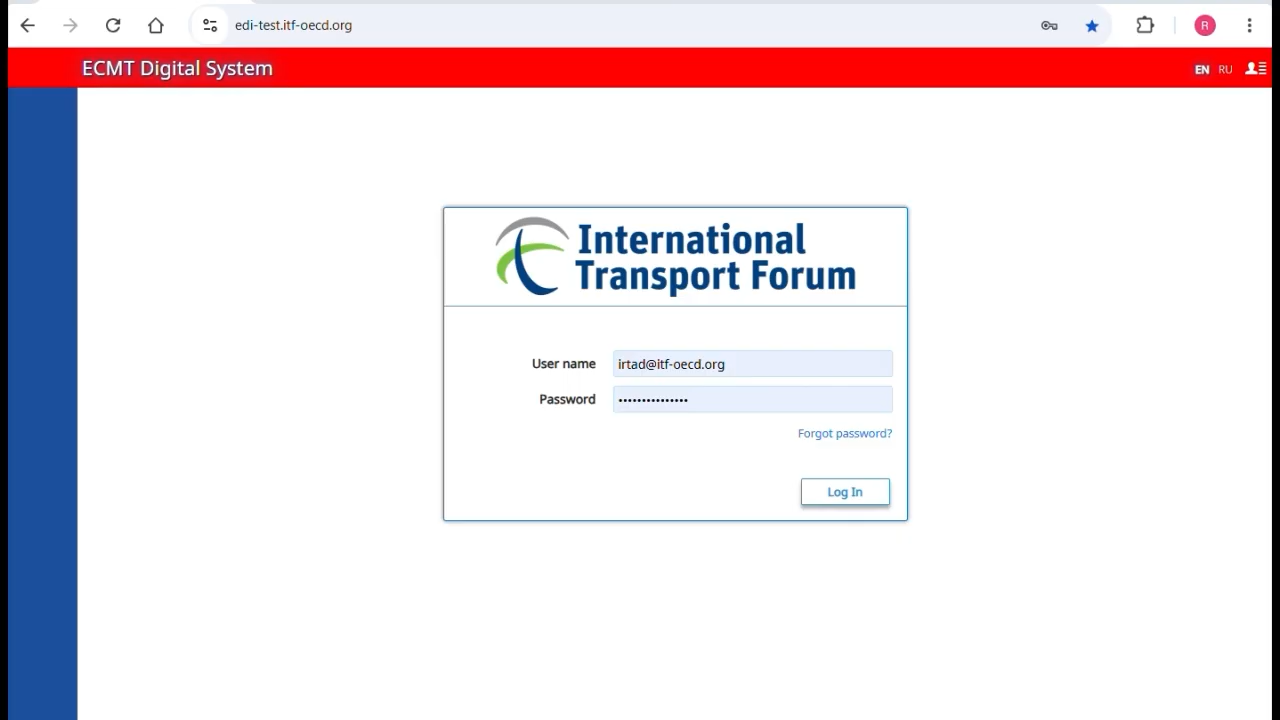 edi-test.itf-oecd.org
R
ECMT Digital System
EN RU
International
Transport Forum
User name irtad@itf-oecd.org
Password •••••••••••••••
Forgot password?
Log In